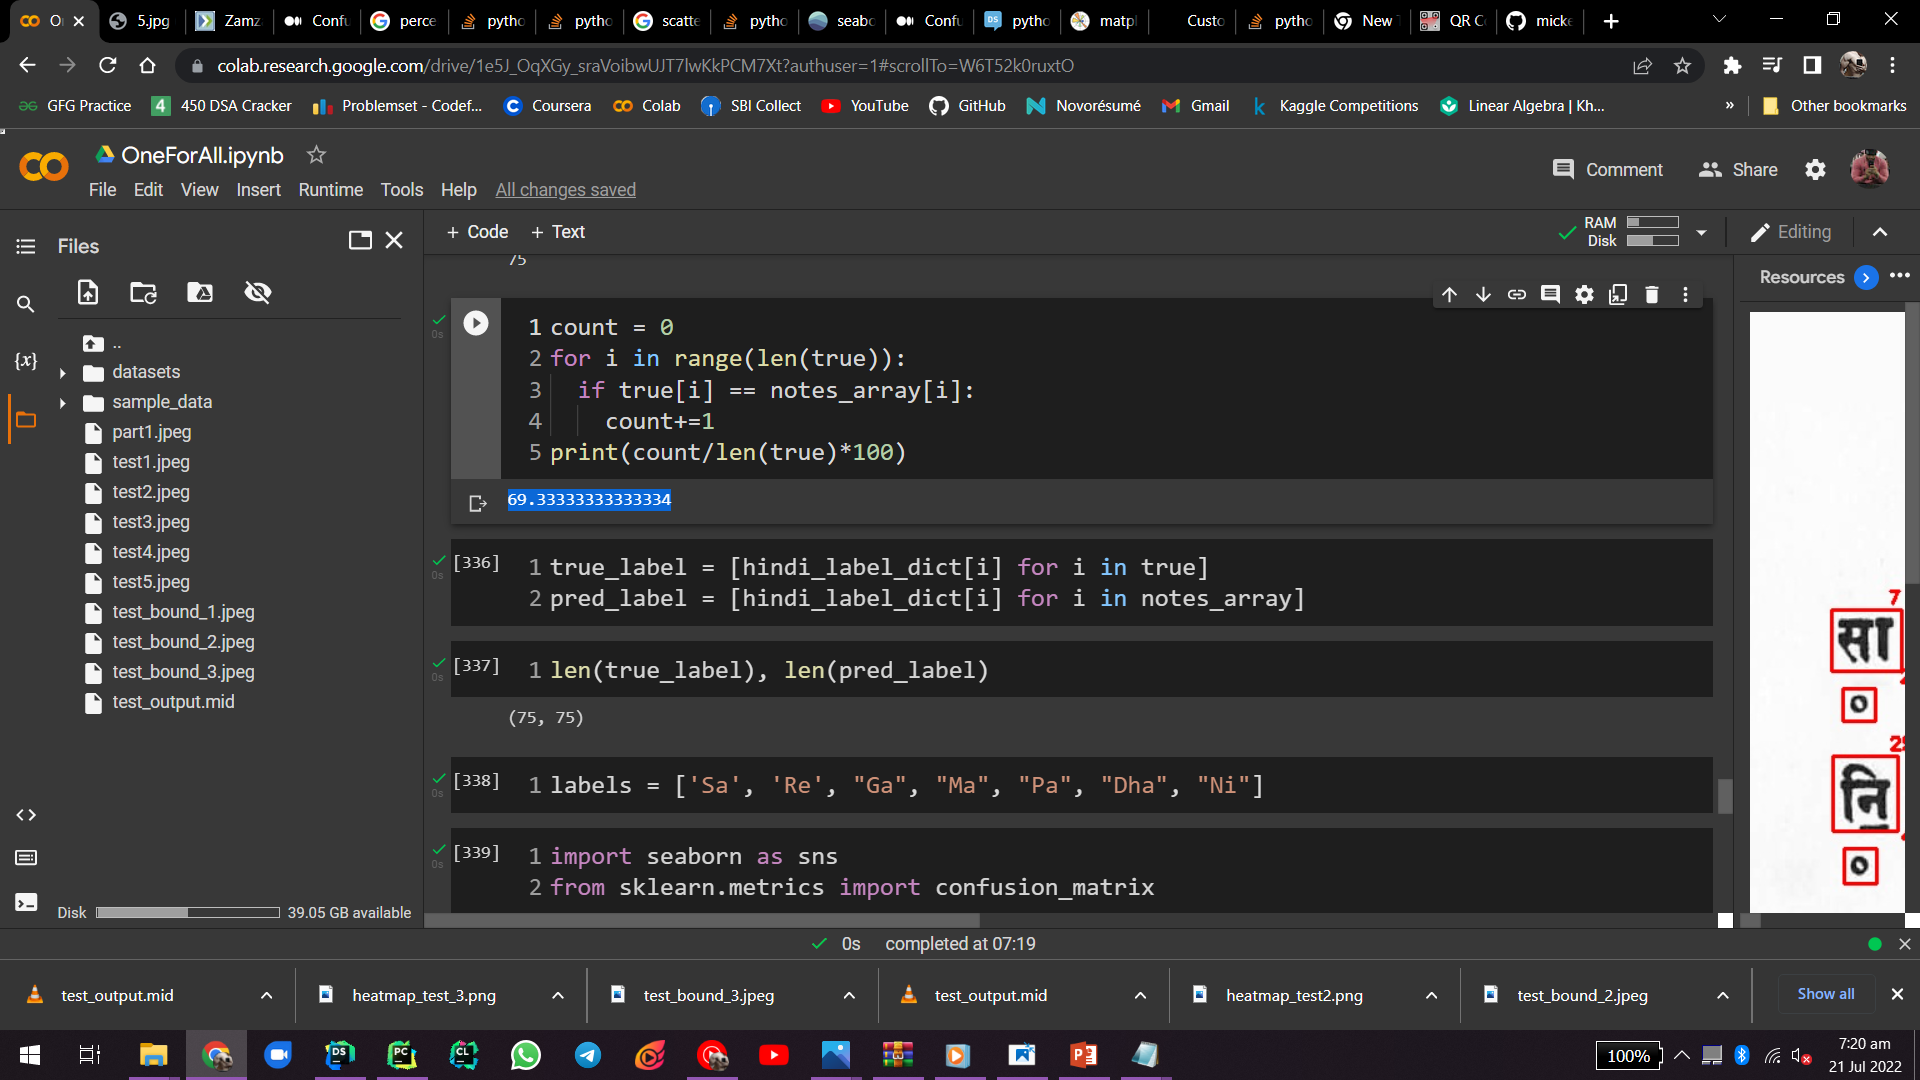 5.jpg
Zamz
Confu
perce
pytho
pytho
scatte
pytho
seabo
Confu
pytho
matpl
Custo
pytho
New
QR C
micke
colab.research.google.com/drive/1e5J_OqXGy_sraVoibwUJT7lwKkPCM7Xt?authuser=1#scrollTo=W6T52k0ruxtO
GFG Practice
450 DSA Cracker
Problemset - Codef...
Coursera
Colab
SBI Collect
YouTube
GitHub
Novorésumé
Gmail
Kaggle Competitions
Linear Algebra | Kh...
»
Other bookmarks
OneForAll.ipynb
Comment
Share
File Edit View Insert Runtime Tools Help All changes saved
Files
+ Code + Text
RAM
Disk
Editing
Resources
75
..
datasets
sample_data
part1.jpeg
test1.jpeg
test2.jpeg
test3.jpeg
test4.jpeg
test5.jpeg
test_bound_1.jpeg
test_bound_2.jpeg
test_bound_3.jpeg
test_output.mid
Disk 39.05 GB available
{x}
0s
1 count = 0
2 for i in range(len(true)):
3 if true[i] == notes_array[i]:
4 count+=1
5 print(count/len(true)*100)
69.33333333333334
0s
[336]
1 true_label = [hindi_label_dict[i] for i in true]
2 pred_label = [hindi_label_dict[i] for i in notes_array]
0s
[337]
1 len(true_label), len(pred_label)
(75, 75)
0s
[338]
1 labels = ['Sa', 'Re', "Ga", "Ma", "Pa", "Dha", "Ni"]
0s
[339]
1 import seaborn as sns
2 from sklearn.metrics import confusion_matrix
7
सा
०
नि
०
0s completed at 07:19
test_output.mid
heatmap_test_3.png
test_bound_3.jpeg
test_output.mid
heatmap_test2.png
test_bound_2.jpeg
Show all
DS
PC
CL
100%
7:20 am
21 Jul 2022